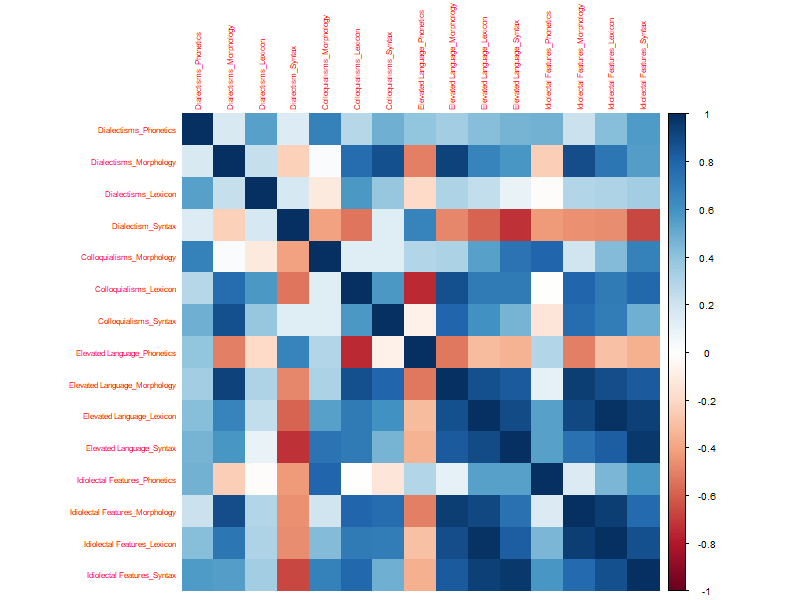 Dialectisms_Phonetics
Dialectisms_Morphology
Dialectisms_Lexicon
Dialectism_Syntax
Colloquialisms_Morphology
Colloquialisms_Lexicon
Colloquialisms_Syntax
Elevated Language_Phonetics
Elevated Language_Morphology
Elevated Language_Lexicon
Elevated Language_Syntax
Idiolectal Features_Phonetics
Idiolectal Features_Morphology
Idiolectal Features_Lexicon
Idiolectal Features_Syntax
Dialectisms_Phonetics
Dialectisms_Morphology
Dialectisms_Lexicon
Dialectism_Syntax
Colloquialisms_Morphology
Colloquialisms_Lexicon
Colloquialisms_Syntax
Elevated Language_Phonetics
Elevated Language_Morphology
Elevated Language_Lexicon
Elevated Language_Syntax
Idiolectal Features_Phonetics
Idiolectal Features_Morphology
Idiolectal Features_Lexicon
Idiolectal Features_Syntax
1
0.8
0.6
0.4
0.2
0
-0.2
-0.4
-0.6
-0.8
-1